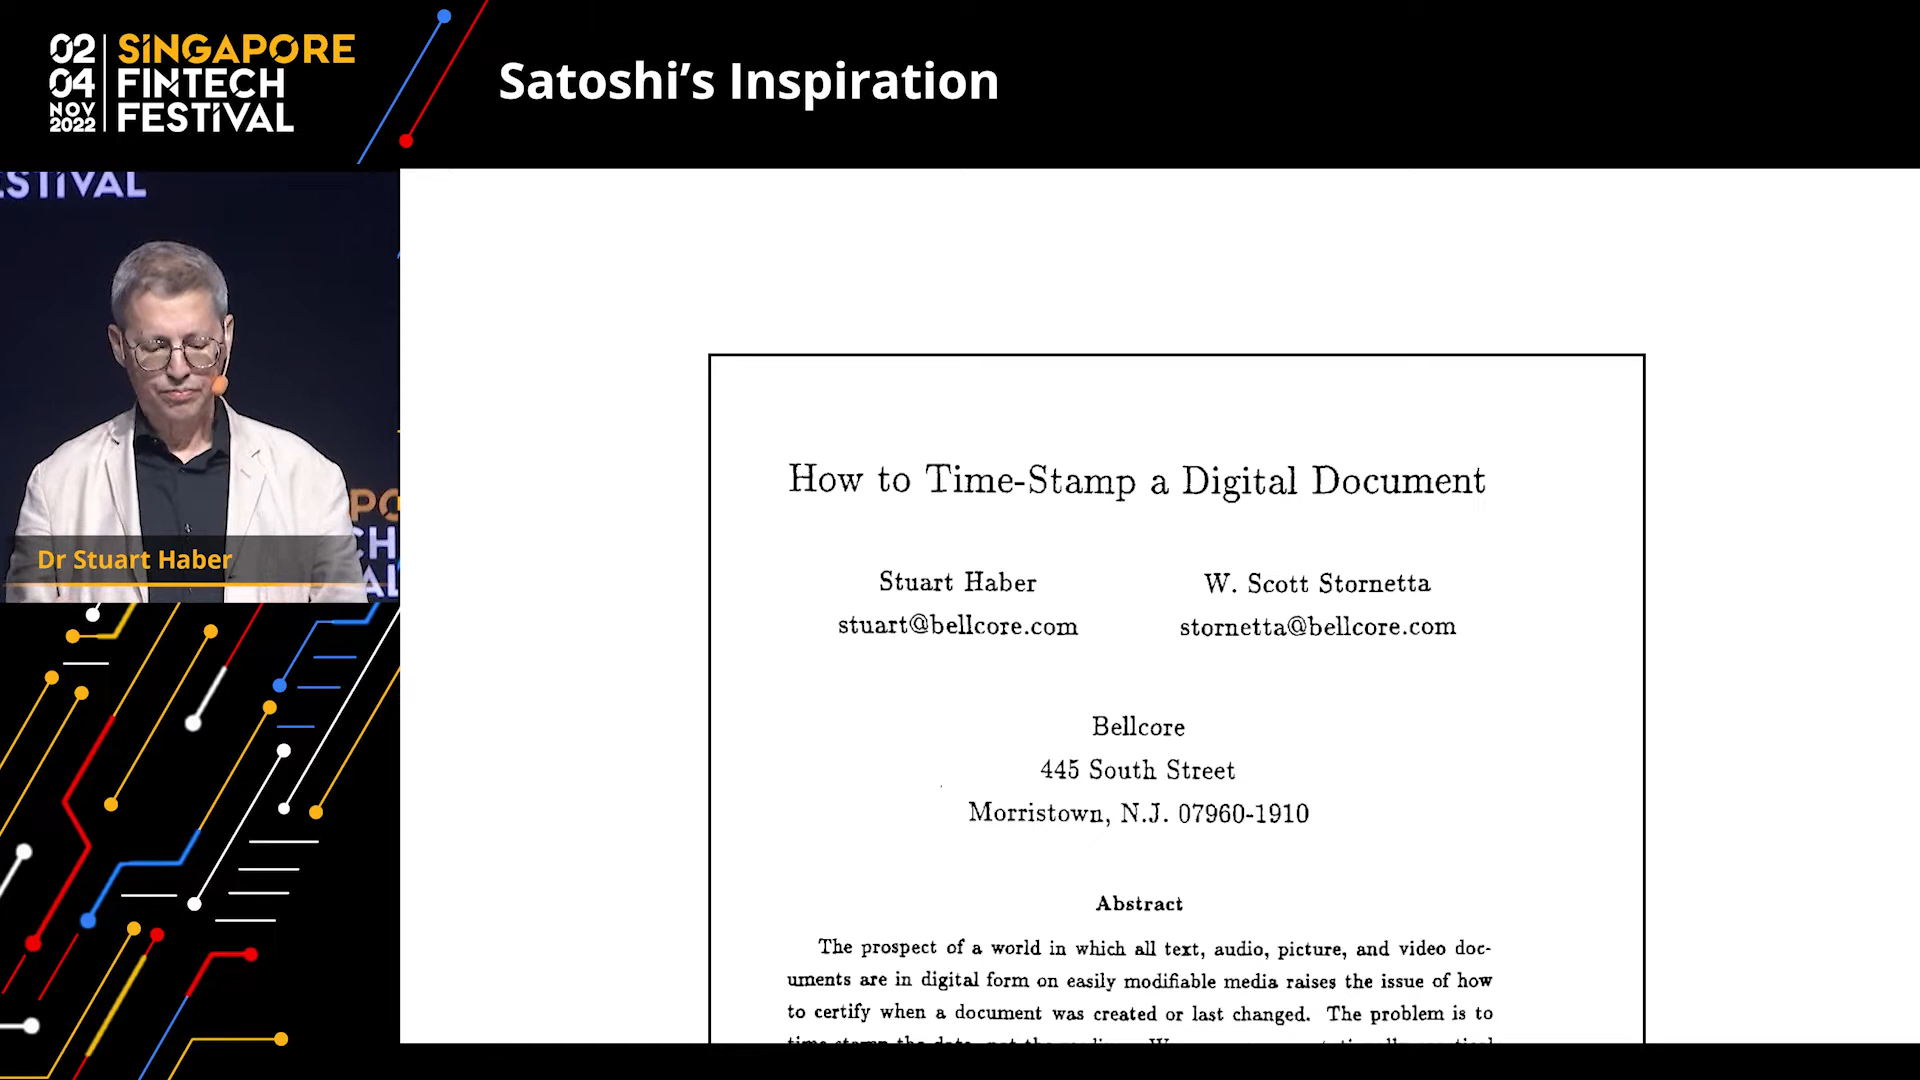 02
04
NOV
2022
SINGAPORE
FINTECH
FESTIVAL
Satoshi's Inspiration
ESTIVAL
Dr Stuart Haber
How to Time-Stamp a Digital Document
Stuart Haber
W. Scott Stornetta
stuart@bellcore.com
stornetta@bellcore.com
Bellcore
445 South Street
Morristown, N.J. 07960-1910
Abstract
The prospect of a world in which all text, audio, picture, and video doc-
uments are in digital form on easily modifiable media raises the issue of how
to certify when a document was created or last changed. The problem is to